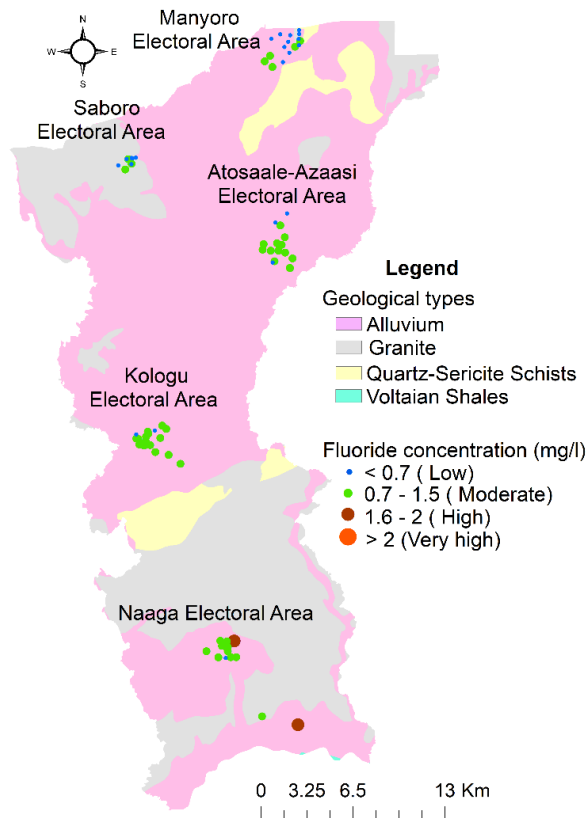 Manyoro
Electoral Area
N
W E
S
Saboro
Electoral Area
Atosaale-Azaasi
Electoral Area
Legend
Geological types
Alluvium
Granite
Quartz-Sericite Schists
Voltaian Shales
Kologu
Electoral Area
Fluoride concentration (mg/l)
< 0.7 ( Low)
0.7 - 1.5 ( Moderate)
1.6 - 2 ( High)
> 2 (Very high)
Naaga Electoral Area
0 3.25 6.5 13 Km